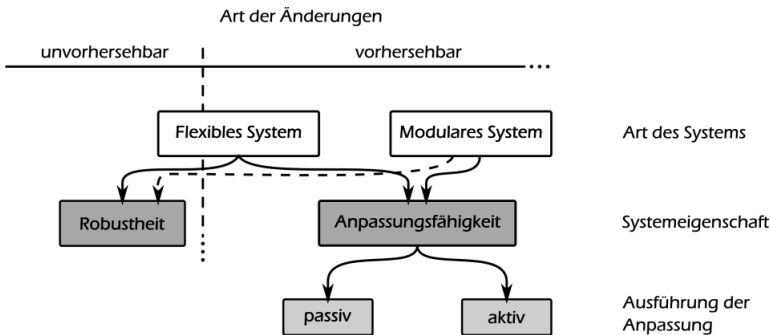 Art der Änderungen
unvorhersehbar
vorhersehbar
Flexibles System
Modulares System
Art des Systems
Robustheit
Anpassungsfähigkeit
Systemeigenschaft
passiv
aktiv
Ausführung der
Anpassung